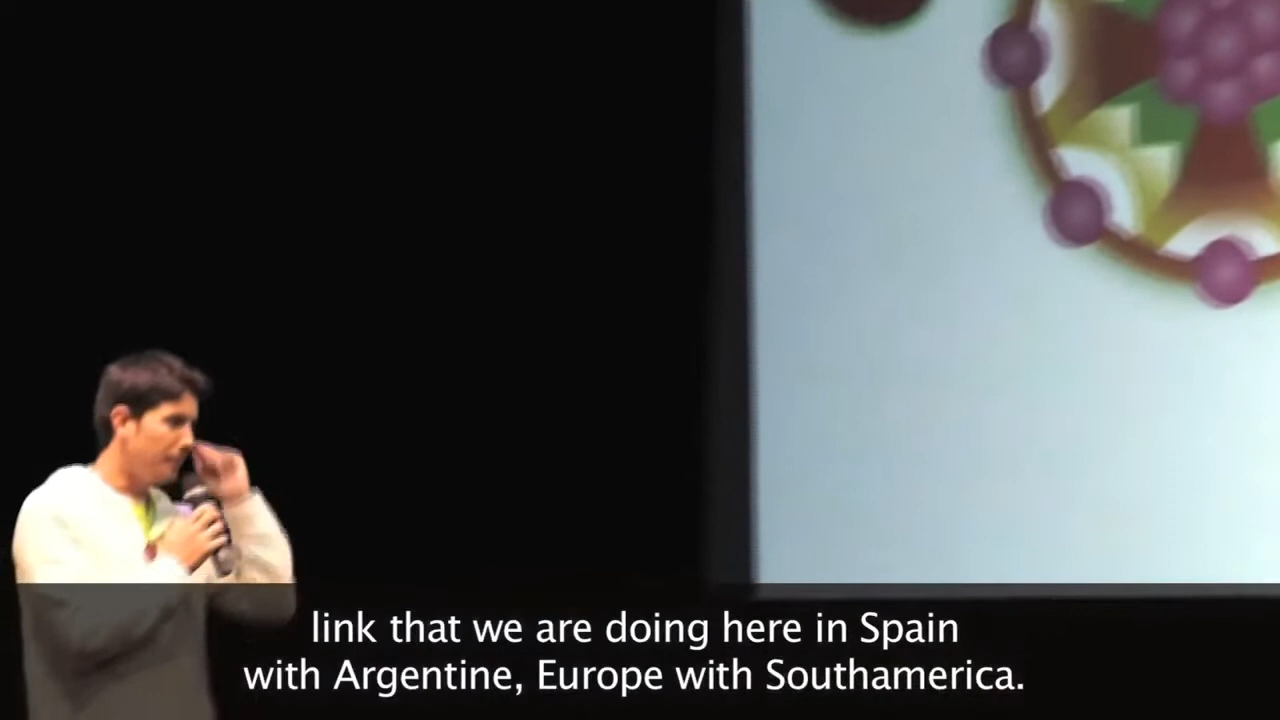 link that we are doing here in Spain
with Argentine, Europe with Southamerica.